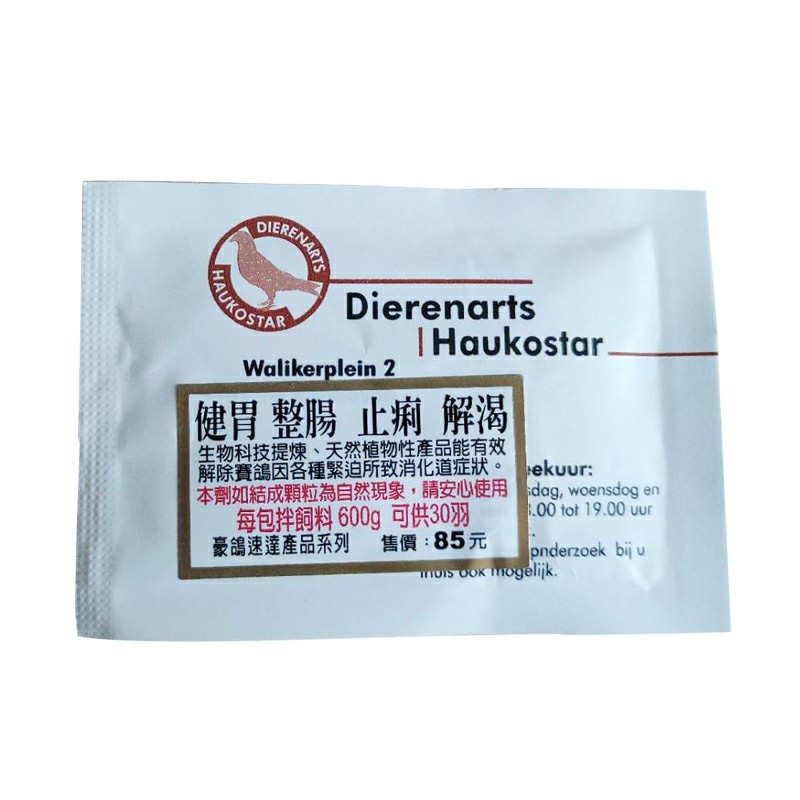 DIERENARTS
HAUKOSTAR
Dierenarts
Haukostar
Walikerplein 2
健胃 整腸 止痢 解渴
生物科技提煉、天然植物性產品能有效
解除賽鴿因各種緊迫所致消化道症狀。
本劑如結成顆粒為自然現象,請安心使用
每包拌飼料 600g 可供30羽
豪鴿速達產品系列 售價:85元
eekuur:
sdag, woensdog en
.00 tot 19.00 uur
onderzoek bij u
thuis ook mogelijk.